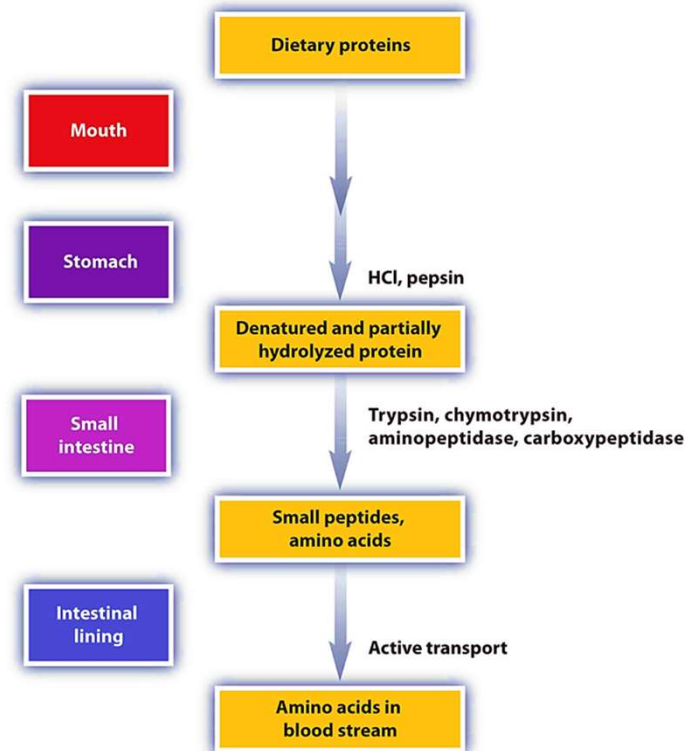 Dietary proteins
Mouth
Stomach
HCl, pepsin
Denatured and partially
hydrolyzed protein
Small
intestine
Trypsin, chymotrypsin,
aminopeptidase, carboxypeptidase
Small peptides,
amino acids
Intestinal
lining
Active transport
Amino acids in
blood stream